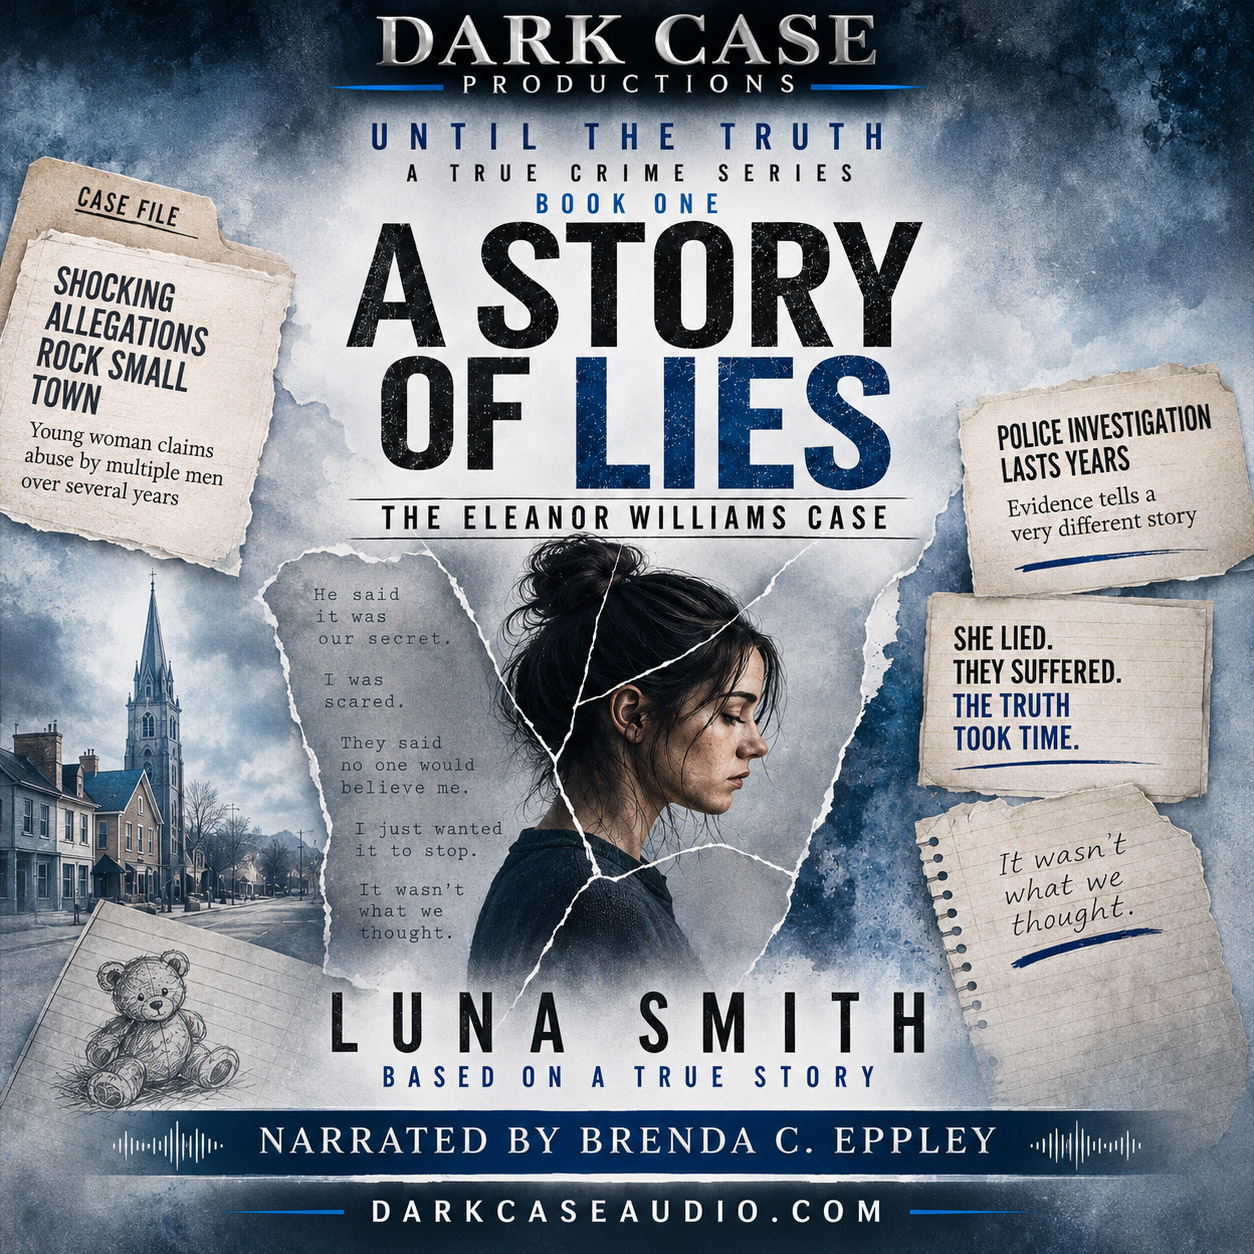 DARK CASE
PRODUCTIONS
UNTIL THE TRUTH
A TRUE CRIME SERIES
BOOK ONE
A STORY
OF LIES
THE ELEANOR WILLIAMS CASE
CASE FILE
SHOCKING
ALLEGATIONS
ROCK SMALL
TOWN
Young woman claims
abuse by multiple men
over several years
POLICE INVESTIGATION
LASTS YEARS
Evidence tells a
very different story
He said
it was
our secret.
I was
scared.
They said
no one would
believe me.
I just wanted
it to stop.
It wasn't
what we
thought.
SHE LIED.
THEY SUFFERED.
THE TRUTH
TOOK TIME.
It wasn't
what we
thought.
LUNA SMITH
BASED ON A TRUE STORY
NARRATED BY BRENDA C. EPPLEY
DARKCASEAUDIO.COM